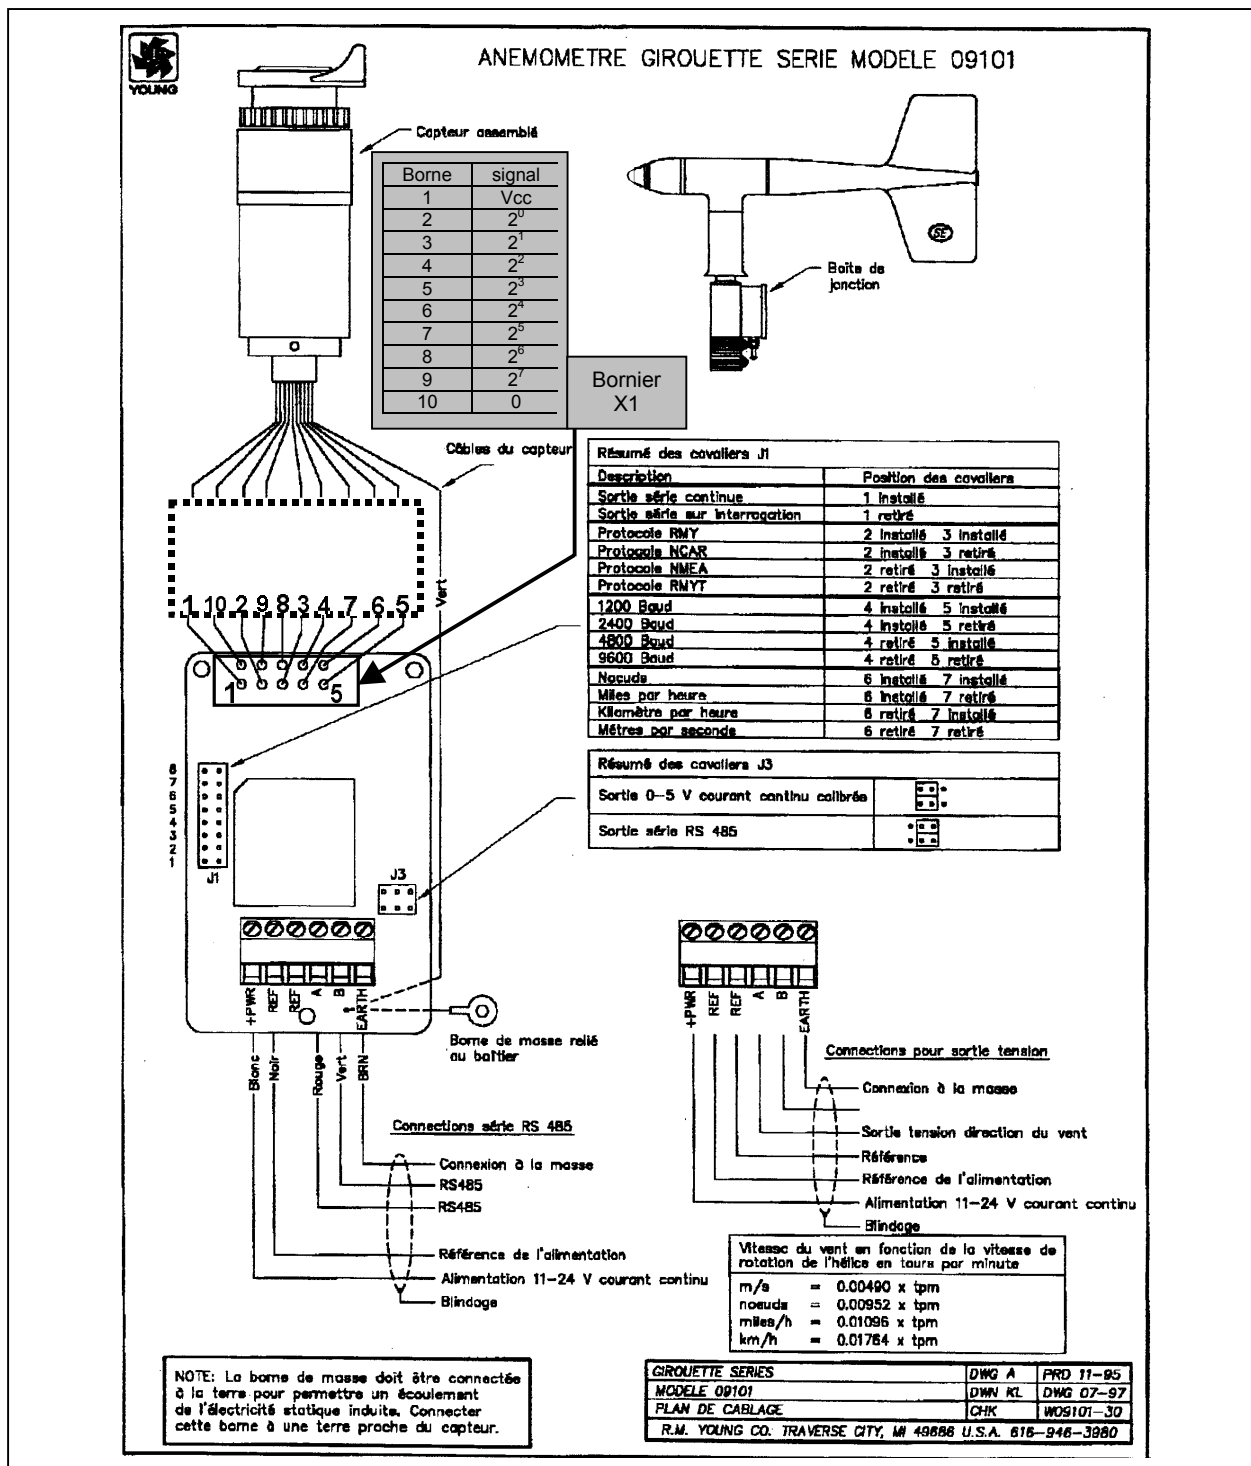 ANEMOMETRE GIROUETTE SERIE MODELE 09101
YOUNG
Capteur assemblé
Borne signal
1 Vcc
2 2⁰
3 2¹
4 2²
5 2³
6 2⁴
7 2⁵
8 2⁶
9 2⁷
10 0
Bornier
X1
Boîte de
jonction
Câbles du capteur
Vert
1 10 2 9 8 3 4 7 6 5
1 5
Résumé des cavaliers J1
Description Position des cavaliers
Sortie série continue 1 installé
Sortie série sur interrogation 1 retiré
Protocole RMY 2 installé 3 installé
Protocole NCAR 2 installé 3 retiré
Protocole NMEA 2 retiré 3 installé
Protocole RMYT 2 retiré 3 retiré
1200 Baud 4 installé 5 installé
2400 Baud 4 installé 5 retiré
4800 Baud 4 retiré 5 installé
9600 Baud 4 retiré 5 retiré
Noeuds 6 installé 7 installé
Miles par heure 6 installé 7 retiré
Kilomètre par heure 6 retiré 7 installé
Mètres par seconde 6 retiré 7 retiré
Résumé des cavaliers J3
Sortie 0-5 V courant continu calibrée
Sortie série RS 485
8
7
6
5
4
3
2
1
J1
J3
+PWR
REF
REF
A
B
EARTH
Borne de masse relié
au boîtier
Blanc
Noir
Rouge
Vert
BRN
Connections série RS 485
Connexion à la masse
RS485
RS485
Référence de l'alimentation
Alimentation 11-24 V courant continu
Blindage
+PWR
REF
REF
A
B
EARTH
Connections pour sortie tension
Connexion à la masse
Sortie tension direction du vent
Référence
Référence de l'alimentation
Alimentation 11-24 V courant continu
Blindage
Vitesse du vent en fonction de la vitesse de
rotation de l'hélice en tours par minute
m/s = 0.00490 x tpm
noeuds = 0.00952 x tpm
miles/h = 0.01096 x tpm
km/h = 0.01764 x tpm
NOTE: La borne de masse doit être connectée
à la terre pour permettre un écoulement
de l'électricité statique induite. Connecter
cette borne à une terre proche du capteur.
GIROUETTE SERIES DWG A PRD 11-95
MODELE 09101 DWN KL DWG 07-97
PLAN DE CABLAGE CHK W09101-30
R.M. YOUNG CO. TRAVERSE CITY, MI 49686 U.S.A. 616-946-3980